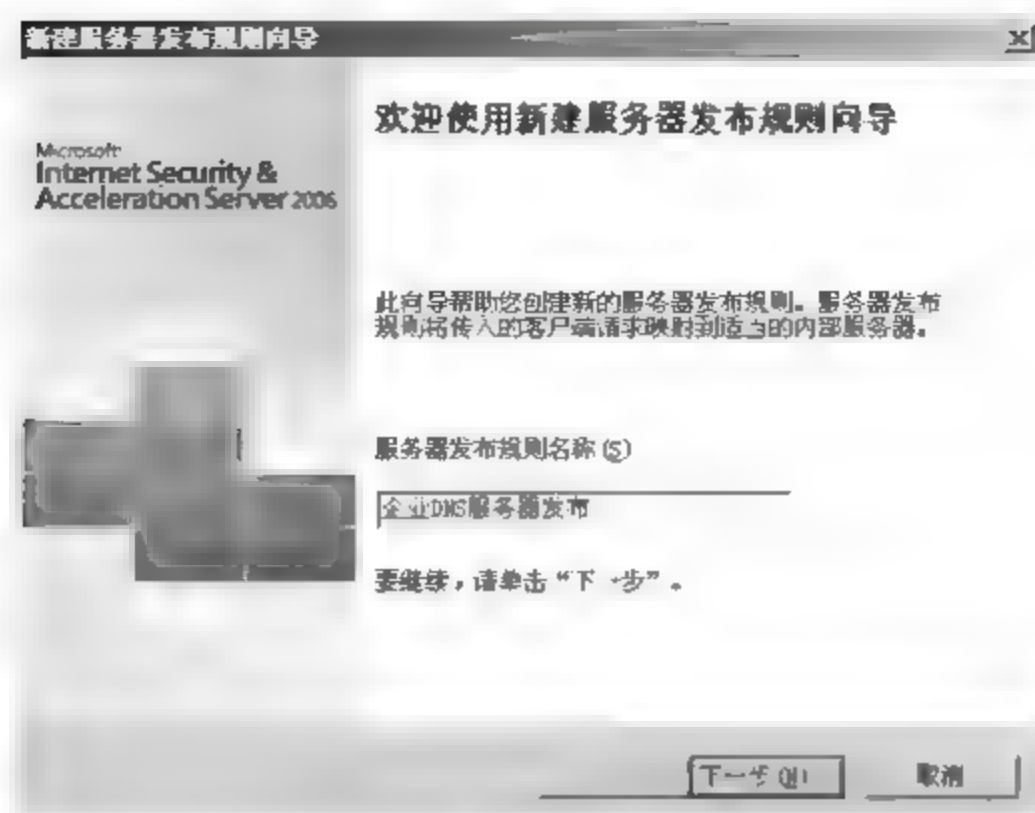 新建服务器发布规则向导
欢迎使用新建服务器发布规则向导
Microsoft
Internet Security &
Acceleration Server 2006
此向导帮助您创建新的服务器发布规则。服务器发布
规则将传入的客户端请求映射到适当的内部服务器。
服务器发布规则名称(S)
企业DNS服务器发布
要继续，请单击“下一步”。
下一步(N)
取消